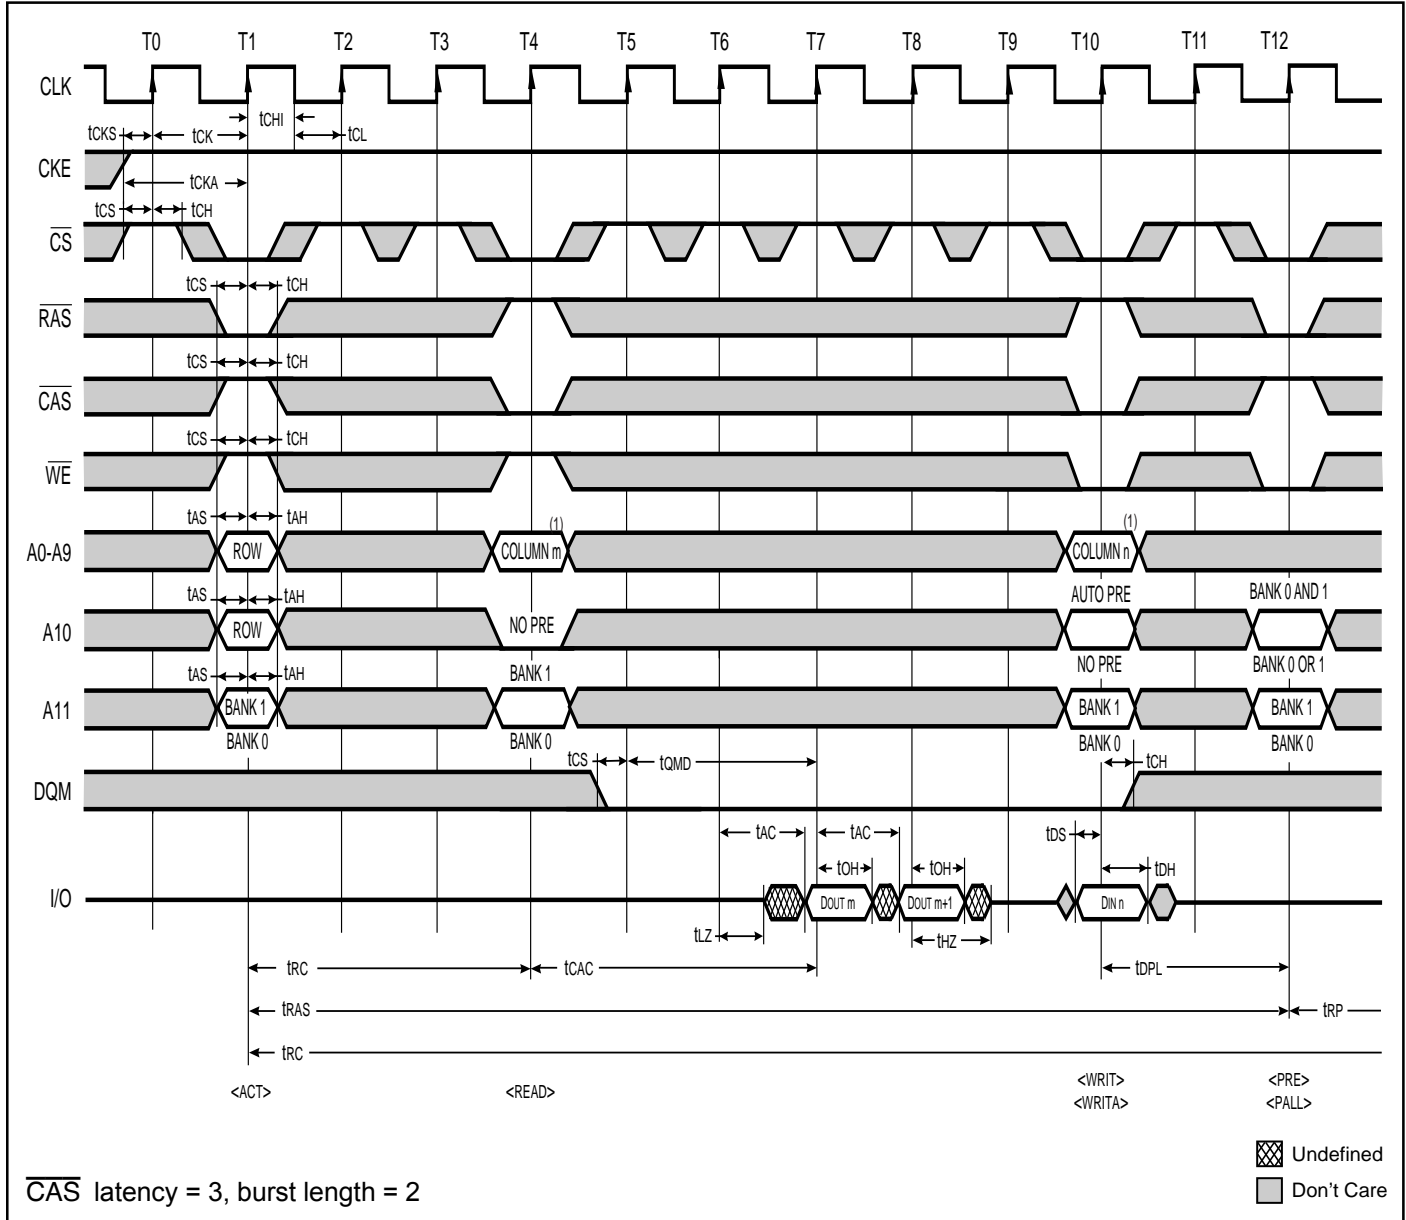 T0 T1 T2 T3 T4 T5 T6 T7 T8 T9 T10 T11 T12
CLK
tCHI
tCKS tCK tCL
CKE
tCKA
tCS tCH
CS
tCS tCH
RAS
tCS tCH
CAS
tCS tCH
WE
tAS tAH
(1) (1)
A0-A9 ROW COLUMN m COLUMN n
tAS tAH AUTO PRE BANK 0 AND 1
A10 ROW NO PRE
tAS tAH BANK 1 NO PRE BANK 0 OR 1
A11 BANK 1 BANK 1 BANK 1
BANK 0 BANK 0 BANK 0 BANK 0
tCS tQMD tCH
DQM
tAC tAC tDS
tOH tOH tDH
I/O DOUT m DOUT m+1 DIN n
tLZ tHZ
tRC tCAC tDPL
tRAS tRP
tRC
<ACT> <READ> <WRIT> <PRE>
<WRITA> <PALL>
Undefined
Don't Care
CAS latency = 3, burst length = 2